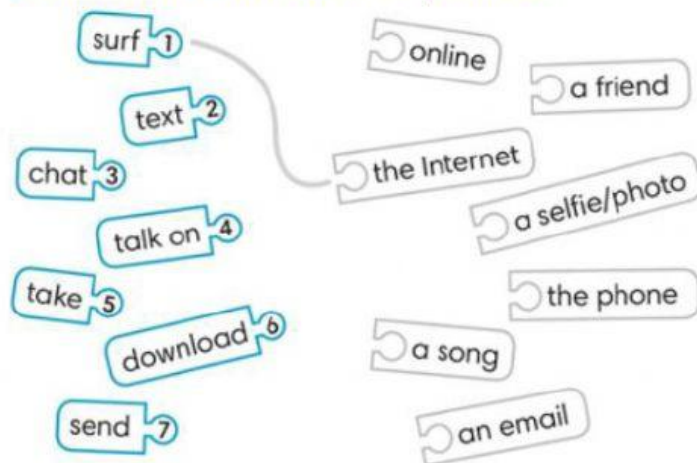 surf 1
text 2
chat 3
talk on 4
take 5
download 6
send 7
online
a friend
the Internet
a selfie/photo
the phone
a song
an email